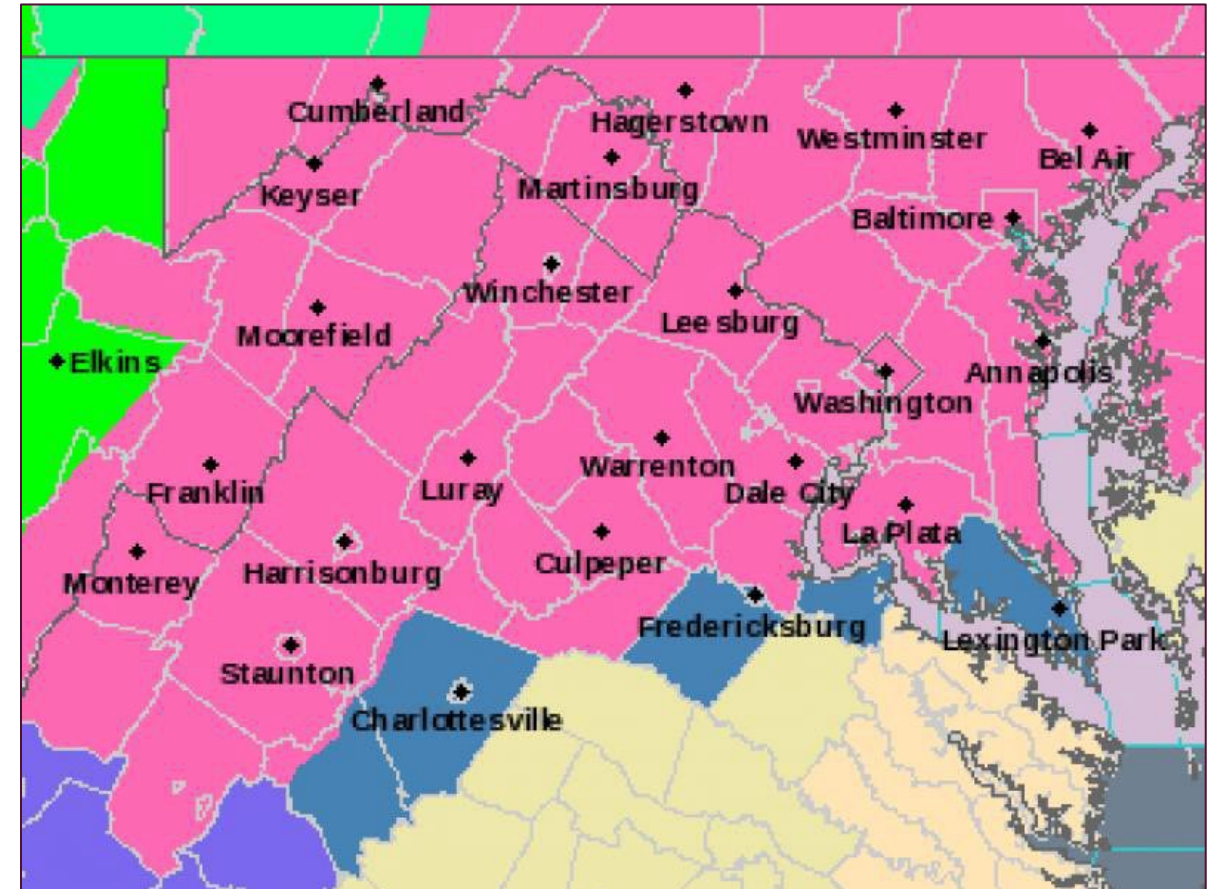 Cumberland
Hagerstown
Westminster
Bel Air
Keyser
Martinsburg
Baltimore
Winchester
Moorefield
Leesburg
Elkins
Annapolis
Washington
Warrenton
Franklin
Luray
Dale City
La Plata
Culpeper
Monterey
Harrisonburg
Fredericksburg
Lexington Park
Staunton
Charlottesville